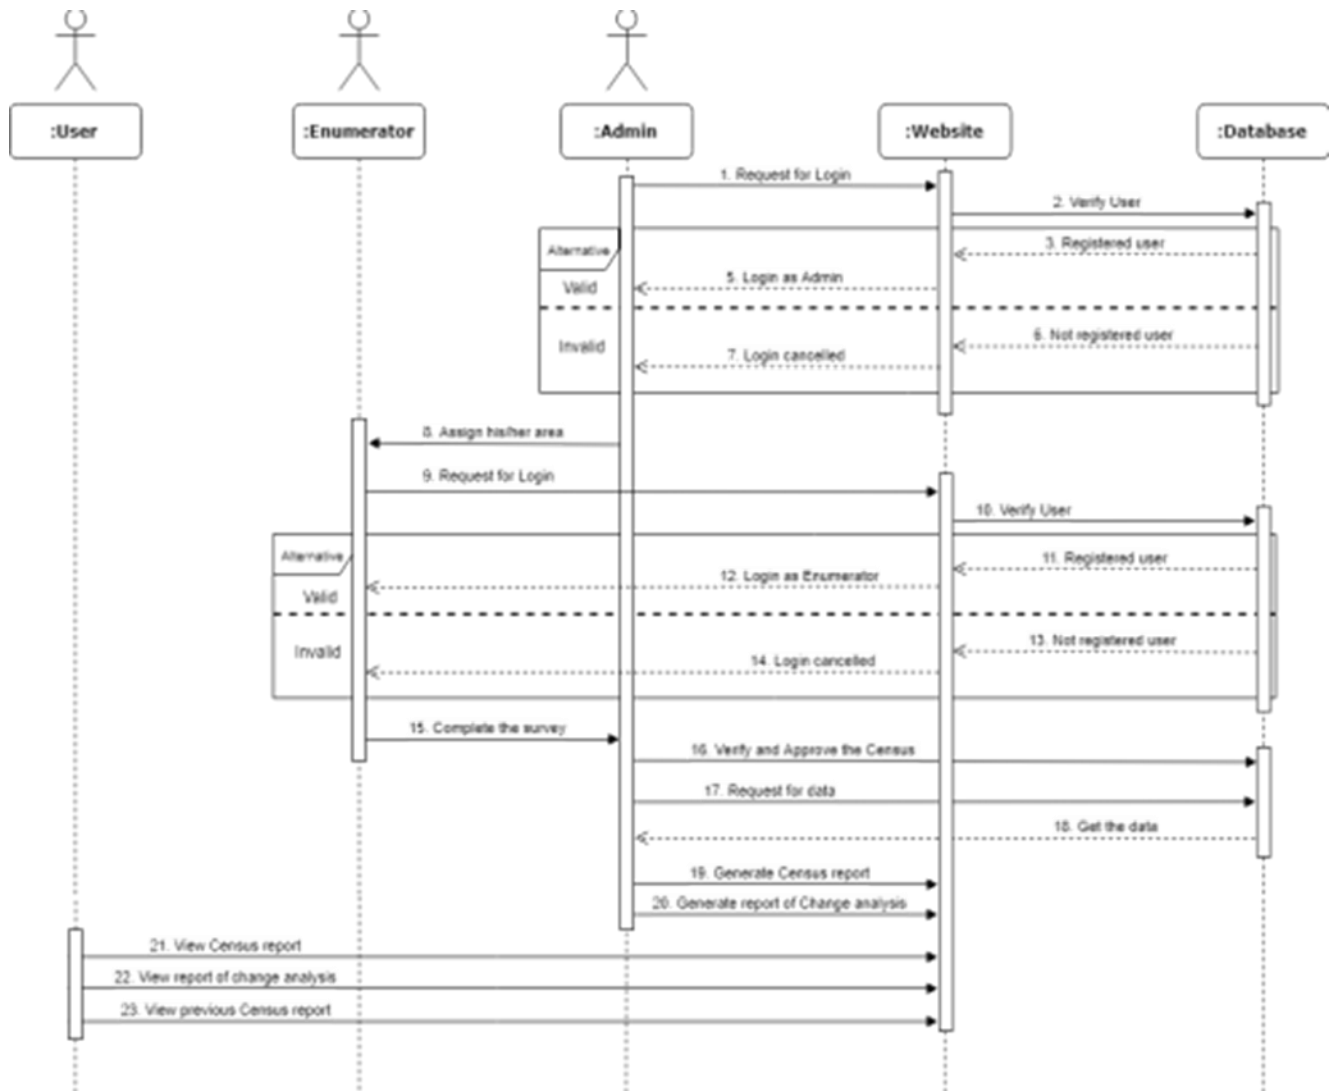 :User
:Enumerator
:Admin
:Website
:Database
1. Request for Login
2. Verify User
Alternative
3. Registered user
5. Login as Admin
Valid
6. Not registered user
Invalid
7. Login cancelled
8. Assign his/her area
9. Request for Login
10. Verify User
Alternative
11. Registered user
12. Login as Enumerator
Valid
13. Not registered user
Invalid
14. Login cancelled
15. Complete the survey
16. Verify and Approve the Census
17. Request for data
18. Get the data
19. Generate Census report
20. Generate report of Change analysis
21. View Census report
22. View report of change analysis
23. View previous Census report